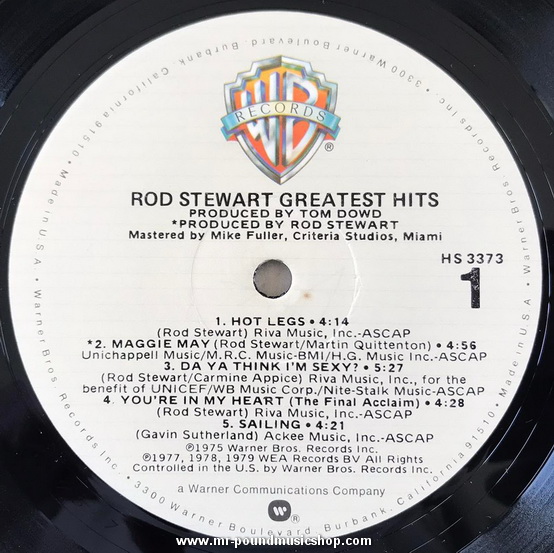 WB
RECORDS
®
ROD STEWART GREATEST HITS
PRODUCED BY TOM DOWD
*PRODUCED BY ROD STEWART
Mastered by Mike Fuller, Criteria Studios, Miami
HS 3373
1
1. HOT LEGS • 4:14
(Rod Stewart) Riva Music, Inc.-ASCAP
*2. MAGGIE MAY (Rod Stewart/Martin Quittenton) • 4:56
Unichappell Music/M.R.C. Music-BMI/H.G. Music Inc.-ASCAP
3. DA YA THINK I'M SEXY? • 5:27
(Rod Stewart/Carmine Appice) Riva Music, Inc., for the
benefit of UNICEF/WB Music Corp./Nite-Stalk Music-ASCAP
4. YOU'RE IN MY HEART (The Final Acclaim) • 4:28
(Rod Stewart) Riva Music, Inc.-ASCAP
5. SAILING • 4:21
(Gavin Sutherland) Ackee Music, Inc.-ASCAP
℗1975 Warner Bros. Records Inc.
℗1977, 1978, 1979 WEA Records BV All Rights
Controlled in the U.S. by Warner Bros. Records Inc.
a Warner Communications Company
®
Warner Bros. Records Inc. • 3300 Warner Boulevard, Burbank, California 91510 • Made in U.S.A. •
Warner Bros. Records Inc. • 3300 Warner Boulevard, Burbank, California 91510 • Made in U.S.A. •
www.mr-poundmusicshop.com